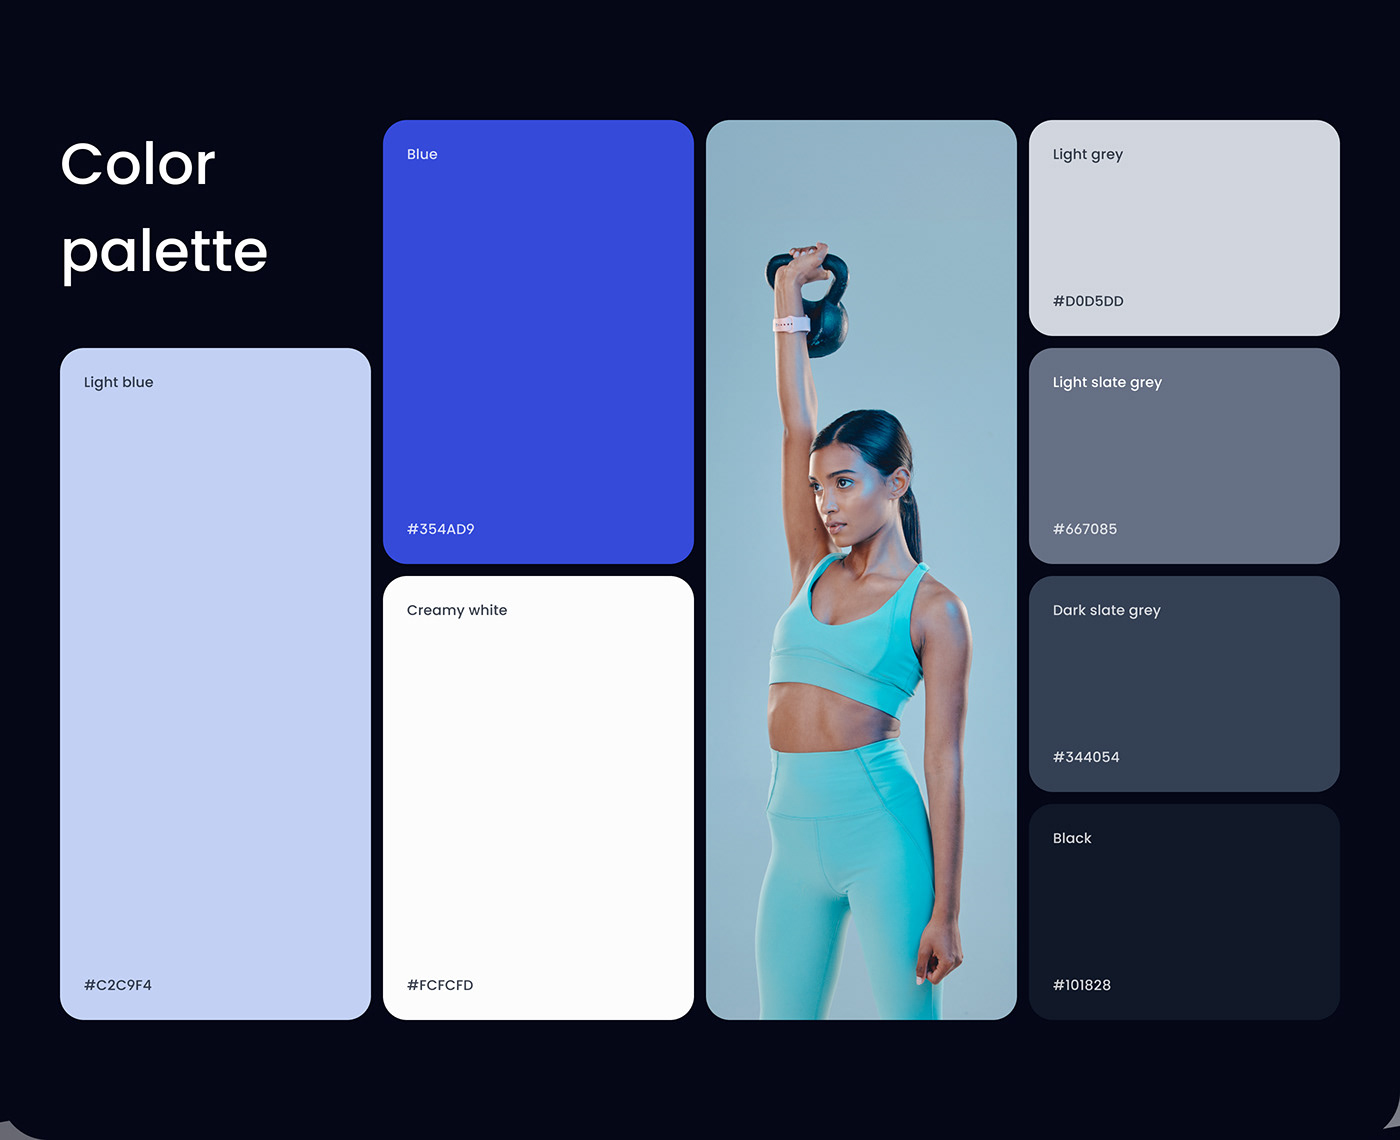 Color
palette
Light blue
#C2C9F4
Blue
#354AD9
Creamy white
#FCFCFD
Light grey
#D0D5DD
Light slate grey
#667085
Dark slate grey
#344054
Black
#101828